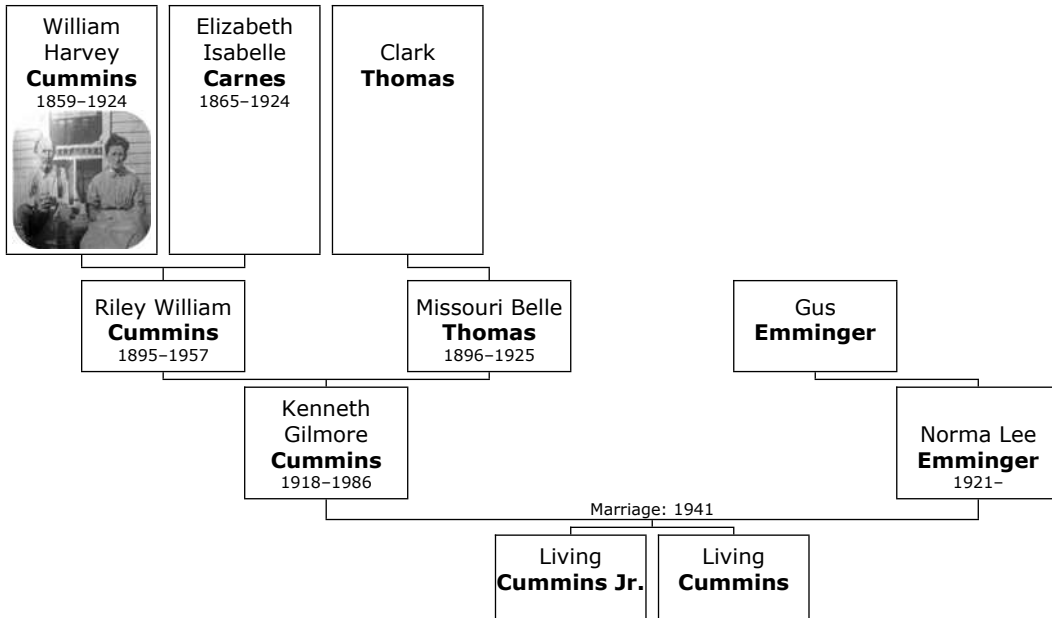 William
Harvey
Cummins
1859–1924
Elizabeth
Isabelle
Carnes
1865–1924
Clark
Thomas
Riley William
Cummins
1895–1957
Missouri Belle
Thomas
1896–1925
Gus
Emminger
Kenneth
Gilmore
Cummins
1918–1986
Norma Lee
Emminger
1921–
Marriage: 1941
Living
Cummins Jr.
Living
Cummins